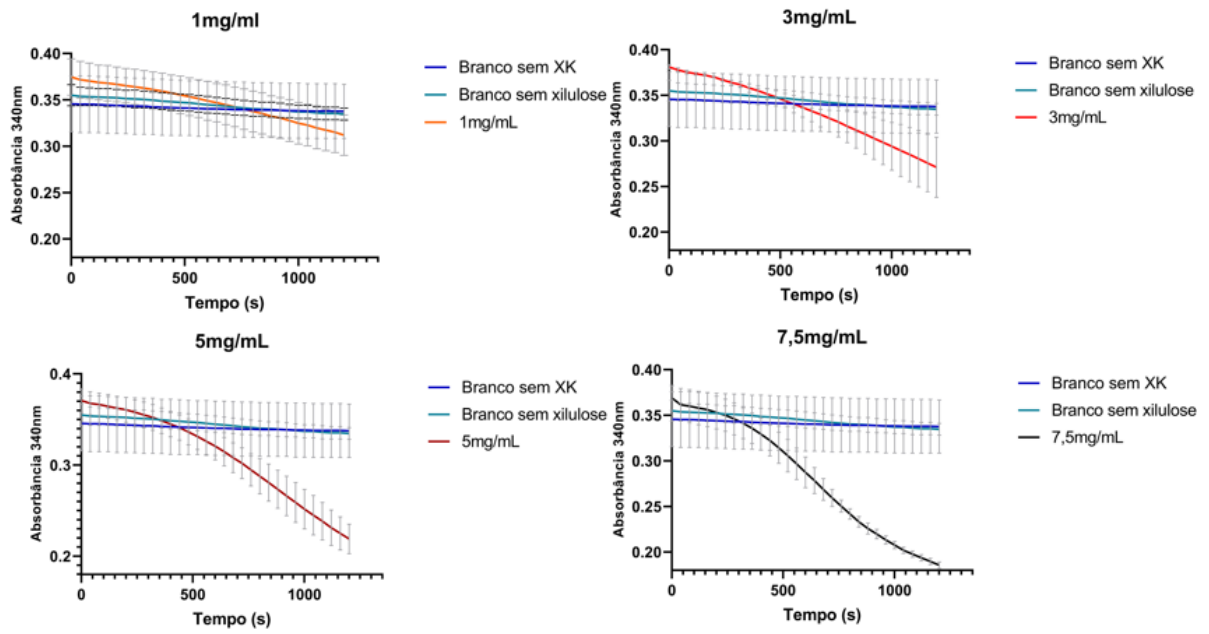 1mg/ml
Absorbância 340nm
0.40
0.35
0.30
0.25
0.20
0
500
1000
Tempo (s)
Branco sem XK
Branco sem xilulose
1mg/mL
3mg/mL
Absorbância 340nm
0.40
0.35
0.30
0.25
0.20
0
500
1000
Tempo (s)
Branco sem XK
Branco sem xilulose
3mg/mL
5mg/mL
Absorbância 340nm
0.4
0.3
0.2
0
500
1000
Tempo (s)
Branco sem XK
Branco sem xilulose
5mg/mL
7,5mg/mL
Absorbância 340nm
0.40
0.35
0.30
0.25
0.20
0
500
1000
Tempo (s)
Branco sem XK
Branco sem xilulose
7,5mg/mL